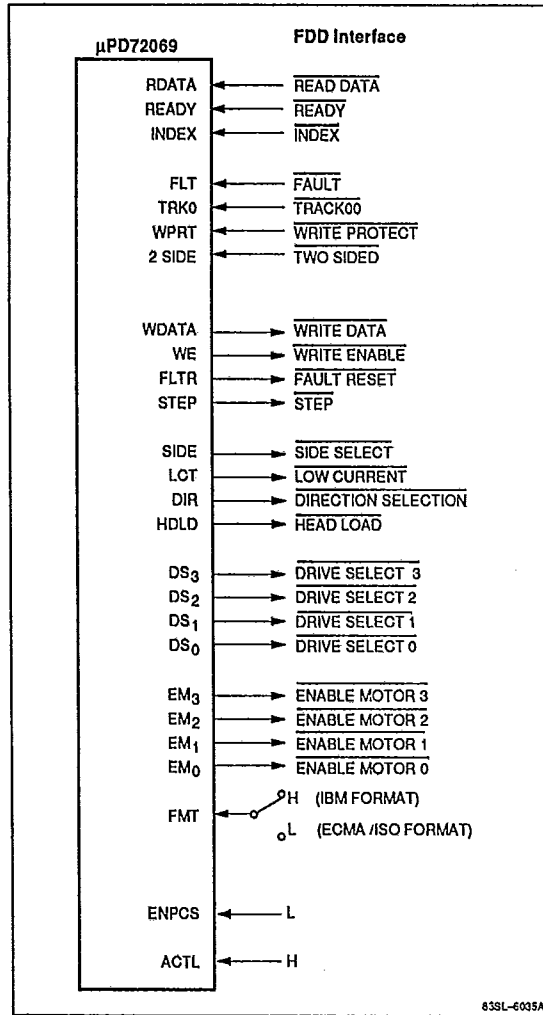 FDD Interface
µPD72069
RDATA READ DATA
READY READY
INDEX INDEX
FLT FAULT
TRK0 TRACK00
WPRT WRITE PROTECT
2 SIDE TWO SIDED
WDATA WRITE DATA
WE WRITE ENABLE
FLTR FAULT RESET
STEP STEP
SIDE SIDE SELECT
LCT LOW CURRENT
DIR DIRECTION SELECTION
HDLD HEAD LOAD
DS3 DRIVE SELECT 3
DS2 DRIVE SELECT 2
DS1 DRIVE SELECT 1
DS0 DRIVE SELECT 0
EM3 ENABLE MOTOR 3
EM2 ENABLE MOTOR 2
EM1 ENABLE MOTOR 1
EM0 ENABLE MOTOR 0
H (IBM FORMAT)
FMT
L (ECMA /ISO FORMAT)
ENPCS L
ACTL H
83SL-6035A